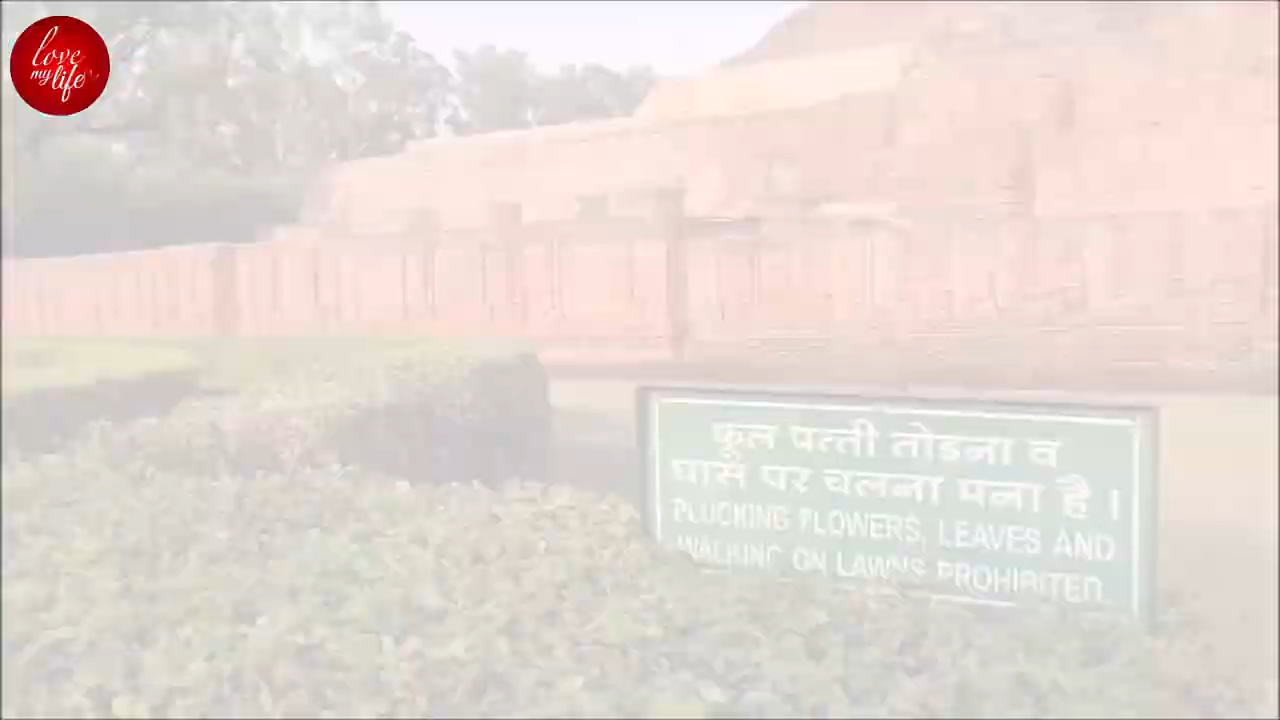 love
my life
फूल पत्ती तोडना व
घास पर चलना मना है ।
PLUCKING FLOWERS, LEAVES AND
WALKING ON LAWNS PROHIBITED